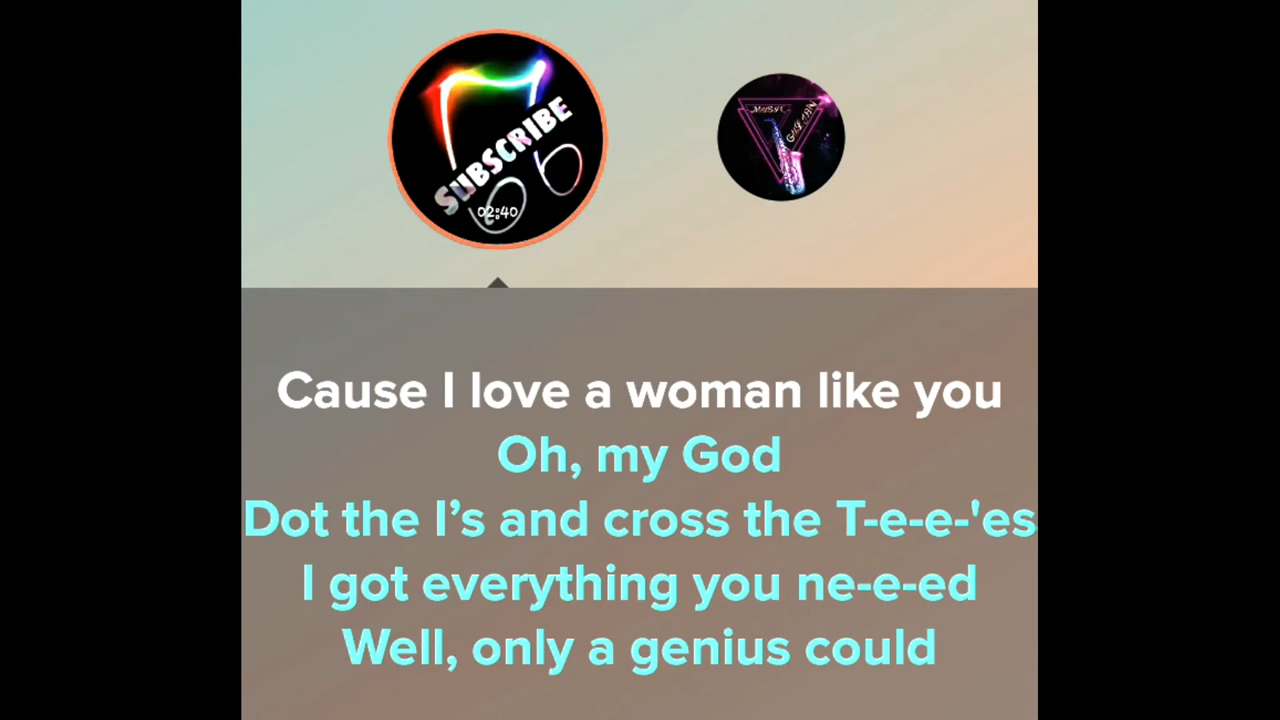 SUBSCRIBE
02:40
Cause I love a woman like you
Oh, my God
Dot the I’s and cross the T-e-e-'es
I got everything you ne-e-ed
Well, only a genius could